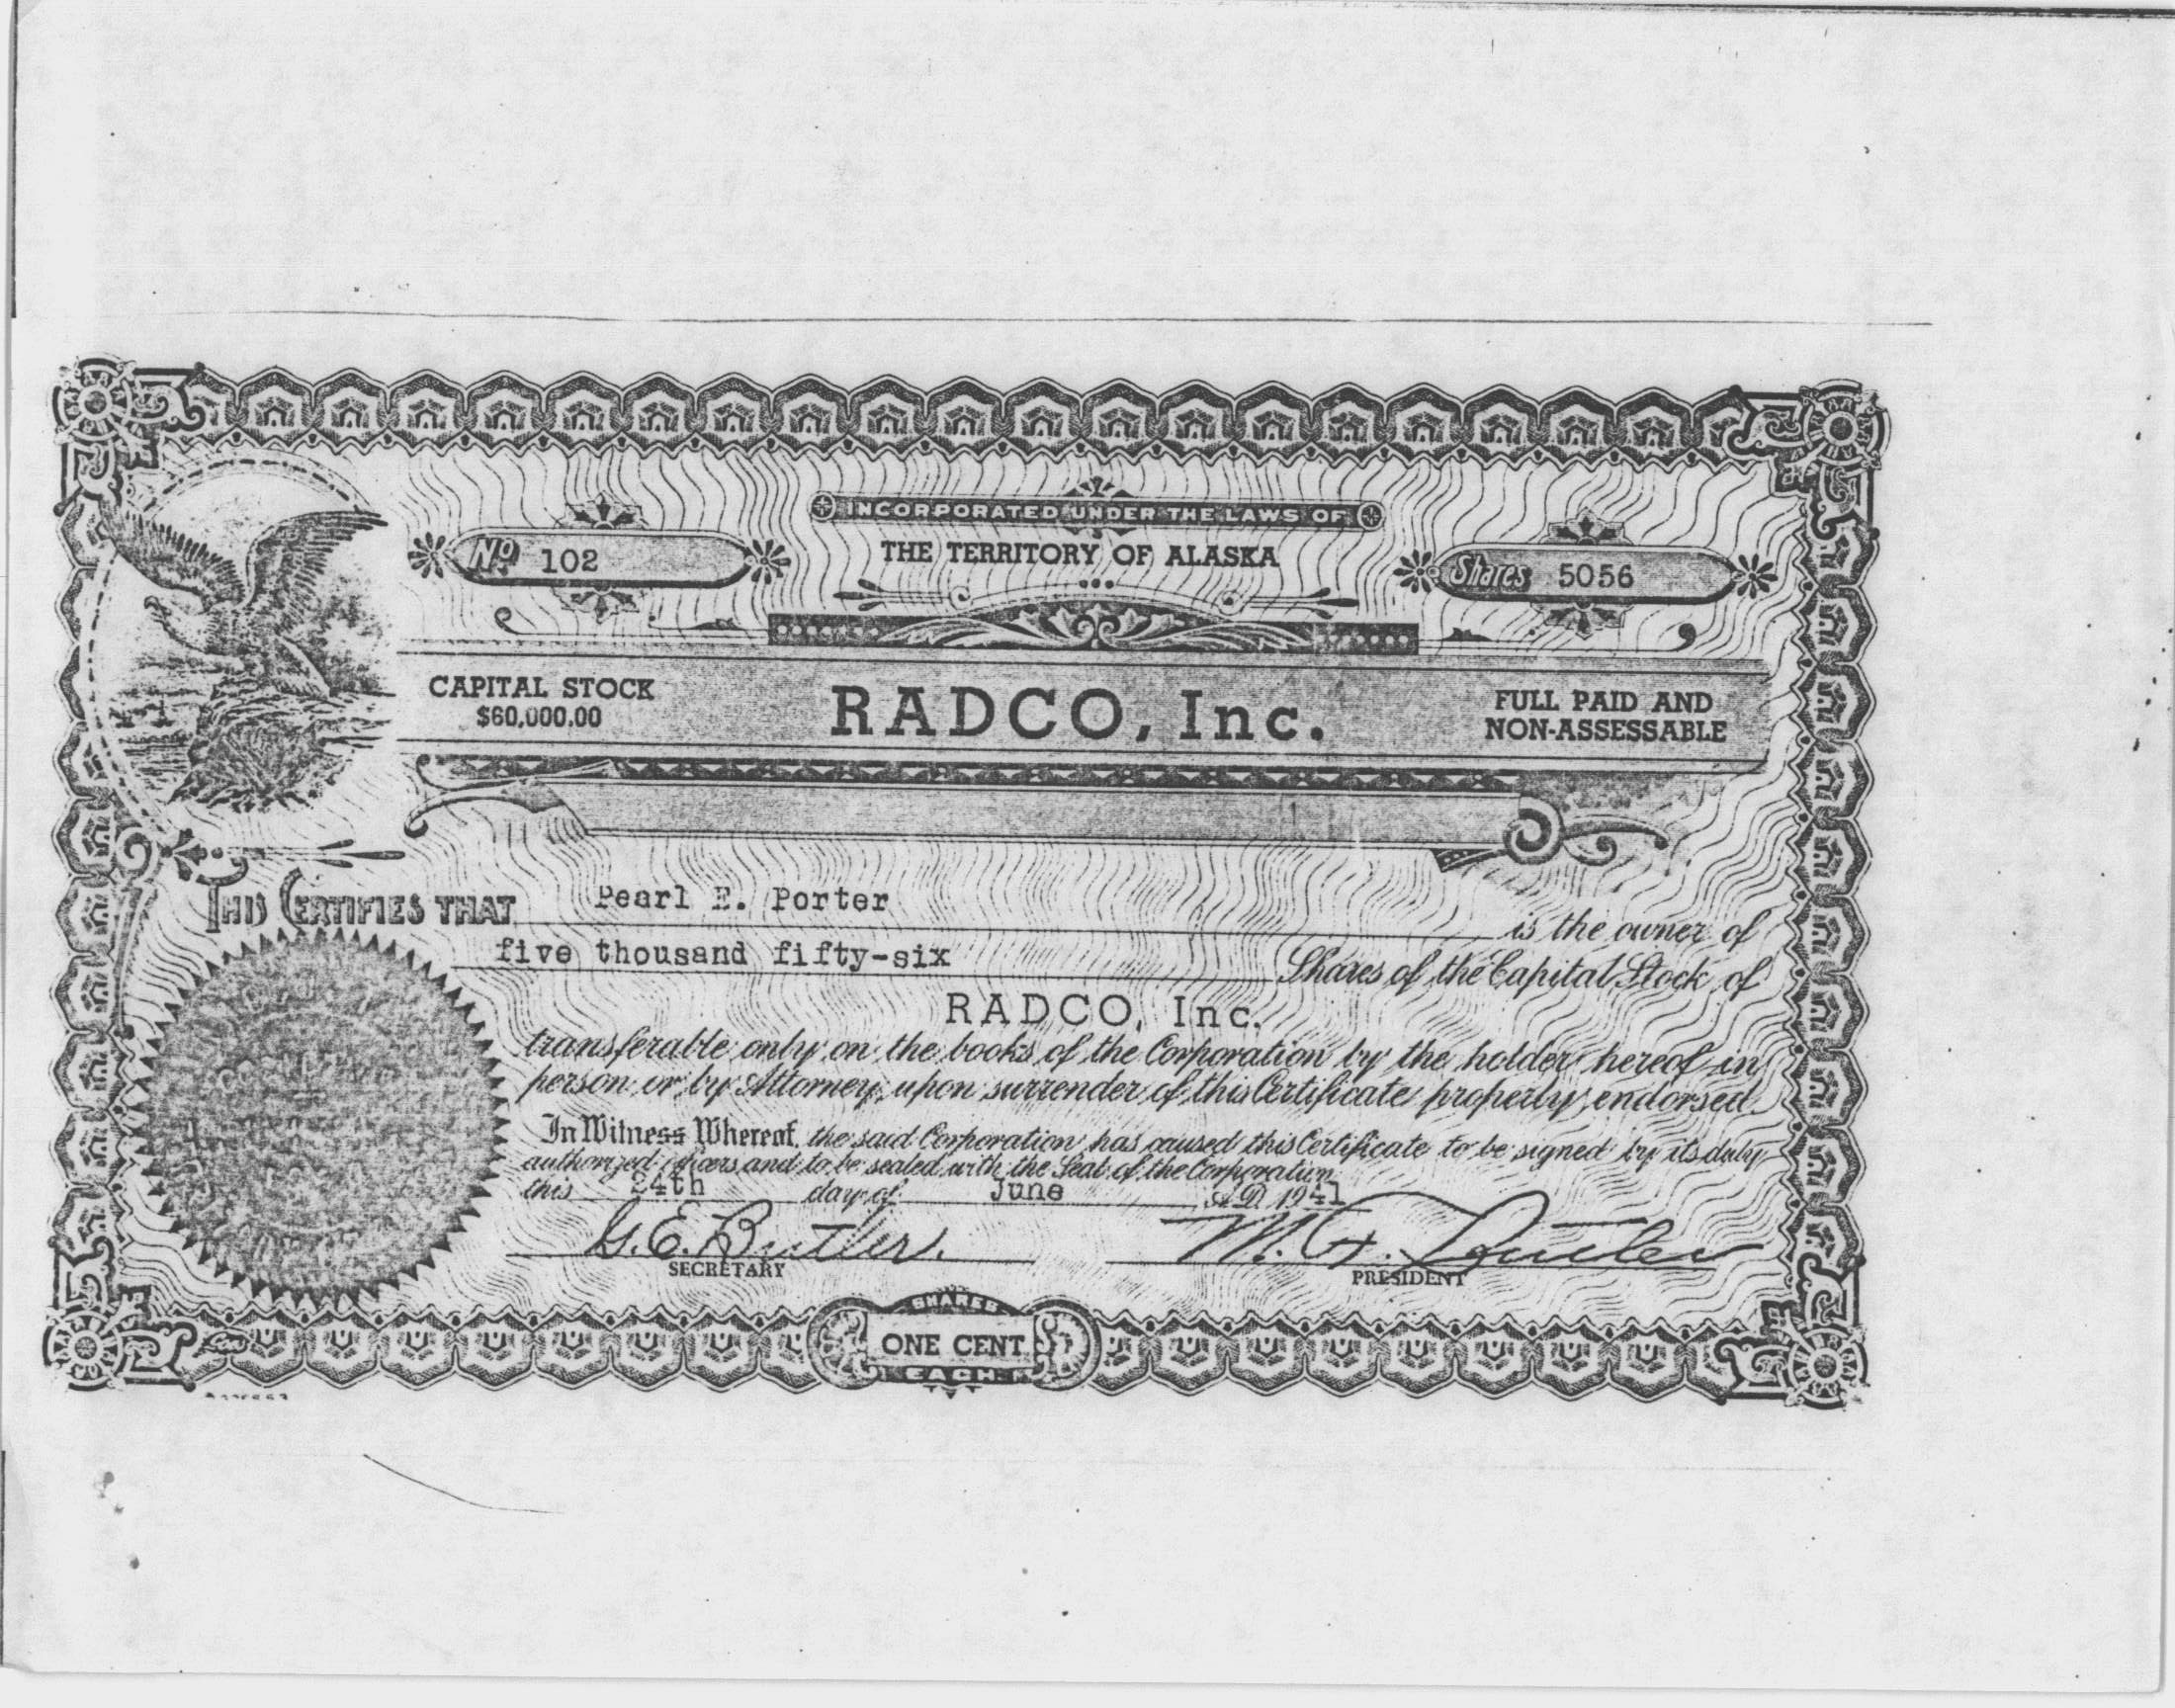 INCORPORATED UNDER THE LAWS OF
No 102
THE TERRITORY OF ALASKA
Shares 5056
CAPITAL STOCK
$60,000.00
RADCO, Inc.
FULL PAID AND
NON-ASSESSABLE
THIS CERTIFIES THAT Pearl E. Porter is the owner of
five thousand fifty-six Shares of the Capital Stock of
RADCO, Inc.
transferable only on the books of the Corporation by the holder hereof in
person or by Attorney, upon surrender of this Certificate properly endorsed.
In Witness Whereof, the said Corporation has caused this Certificate to be signed by its duly
authorized officers and to be sealed with the Seal of the Corporation
this 24th day of June A.D. 1941
G. E. Butler. M. G. Butler
SECRETARY PRESIDENT
SHARES
ONE CENT
EACH